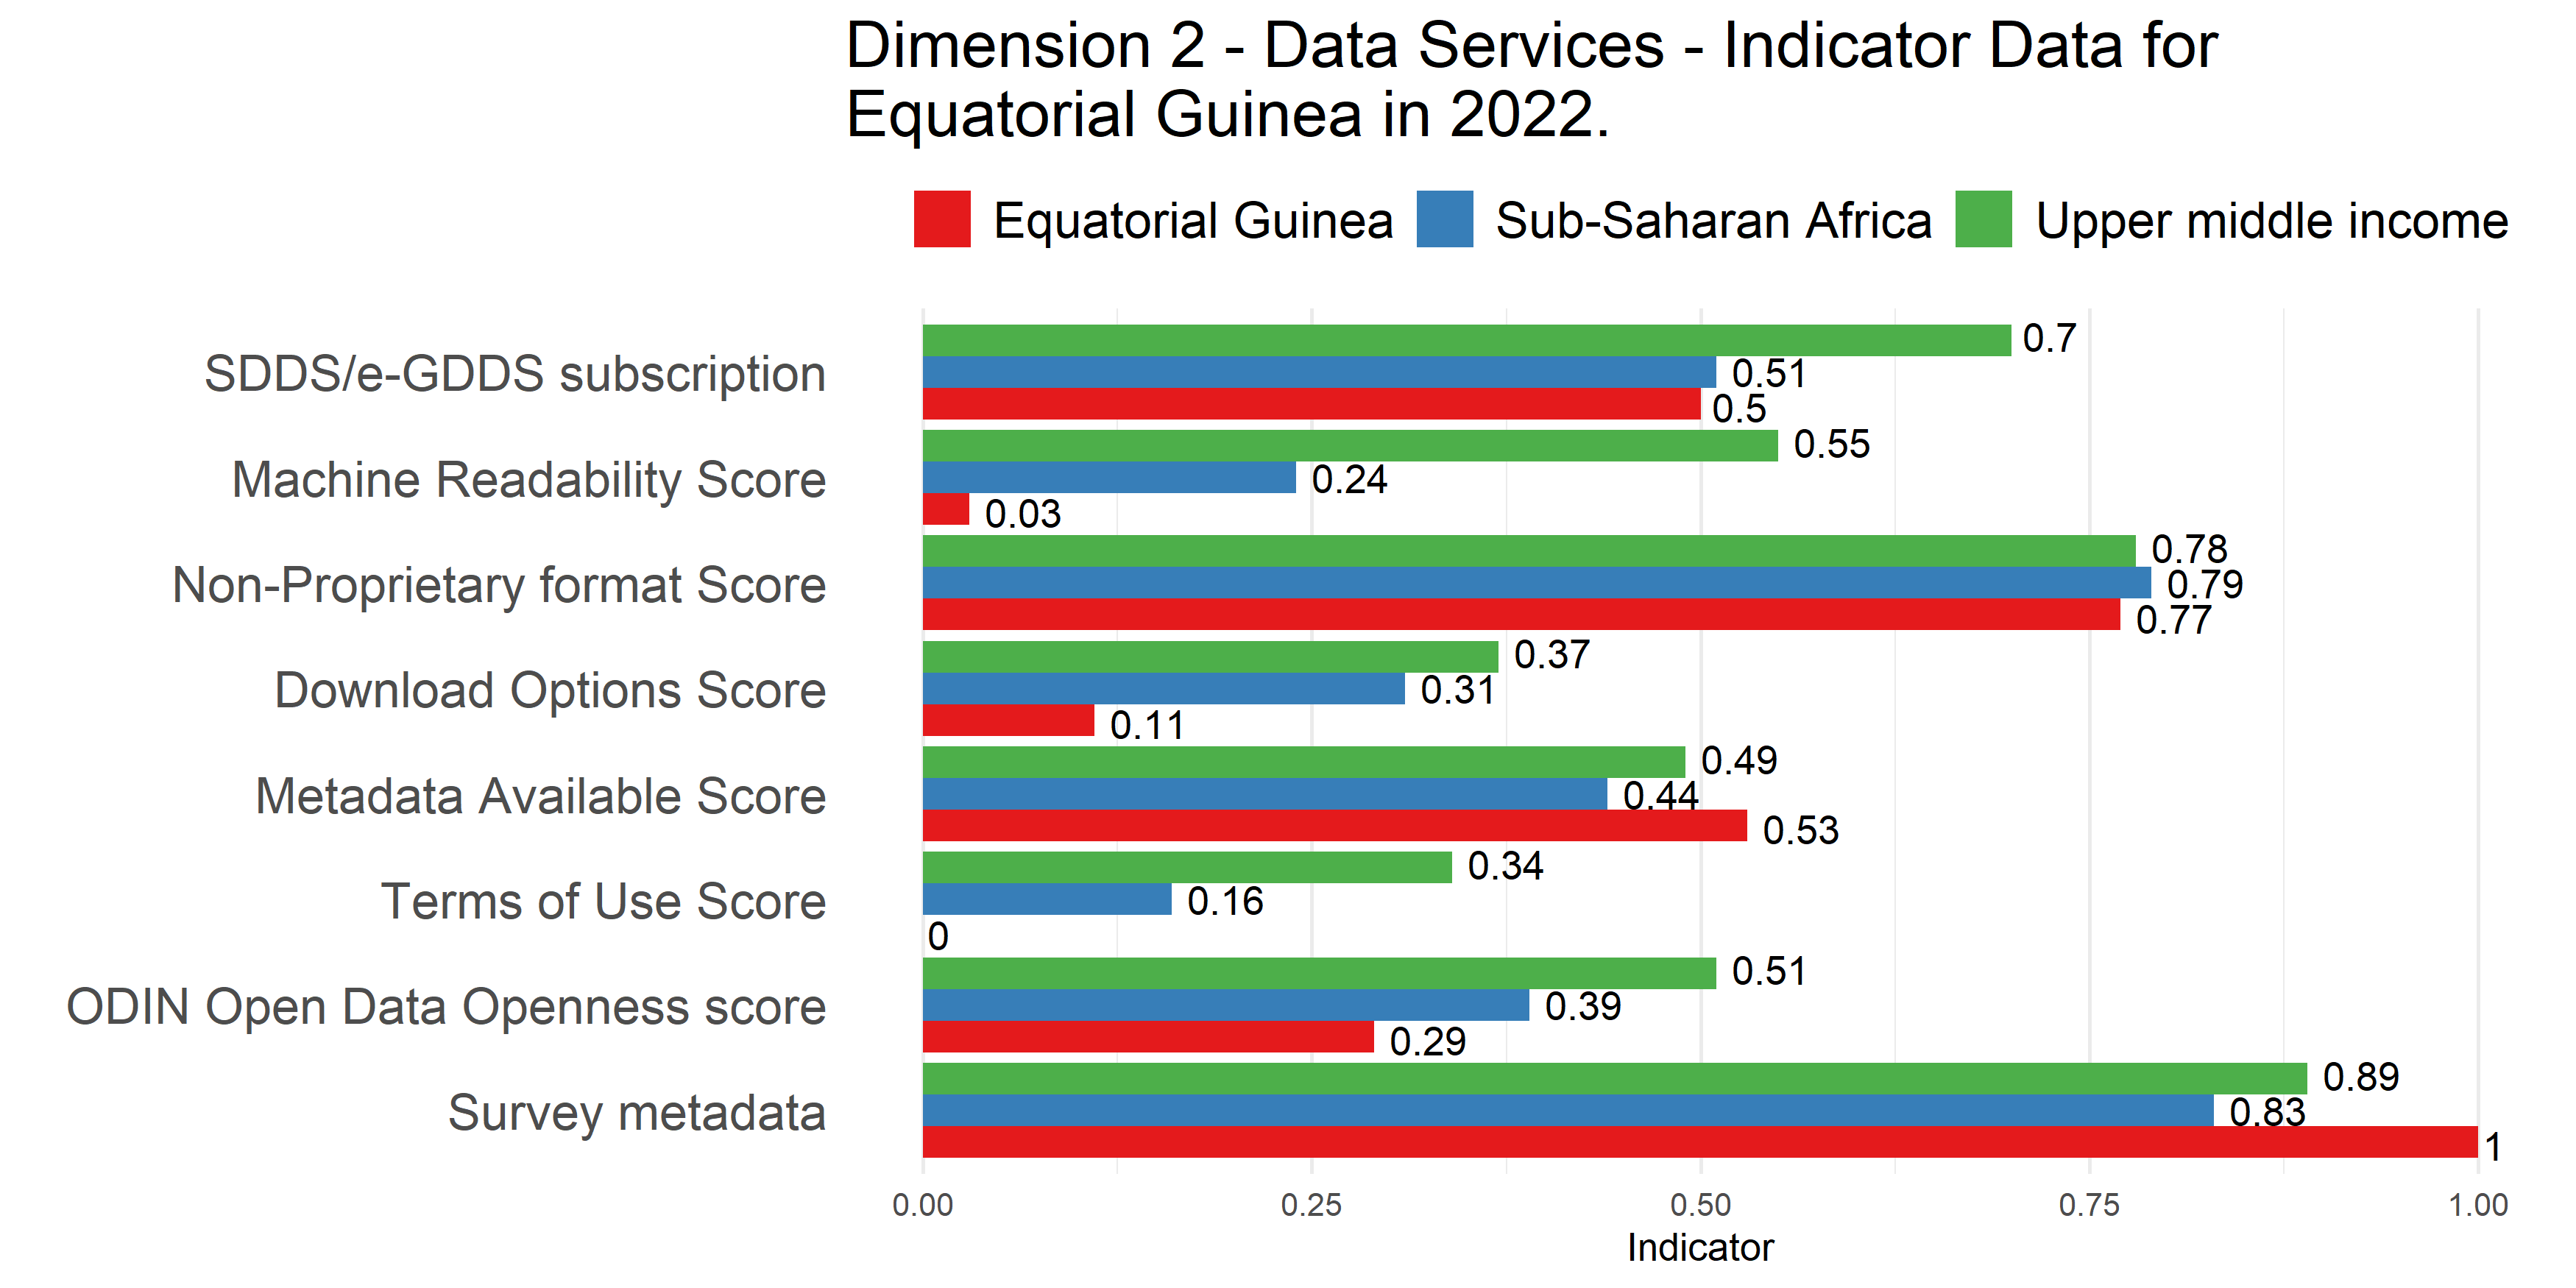 Dimension 2 - Data Services - Indicator Data for
Equatorial Guinea in 2022.
Equatorial Guinea Sub-Saharan Africa Upper middle income
SDDS/e-GDDS subscription
0.7
0.51
0.5
Machine Readability Score
0.55
0.24
0.03
Non-Proprietary format Score
0.78
0.79
0.77
Download Options Score
0.37
0.31
0.11
Metadata Available Score
0.49
0.44
0.53
Terms of Use Score
0.34
0.16
0
ODIN Open Data Openness score
0.51
0.39
0.29
Survey metadata
0.89
0.83
1
0.00 0.25 0.50 0.75 1.00
Indicator